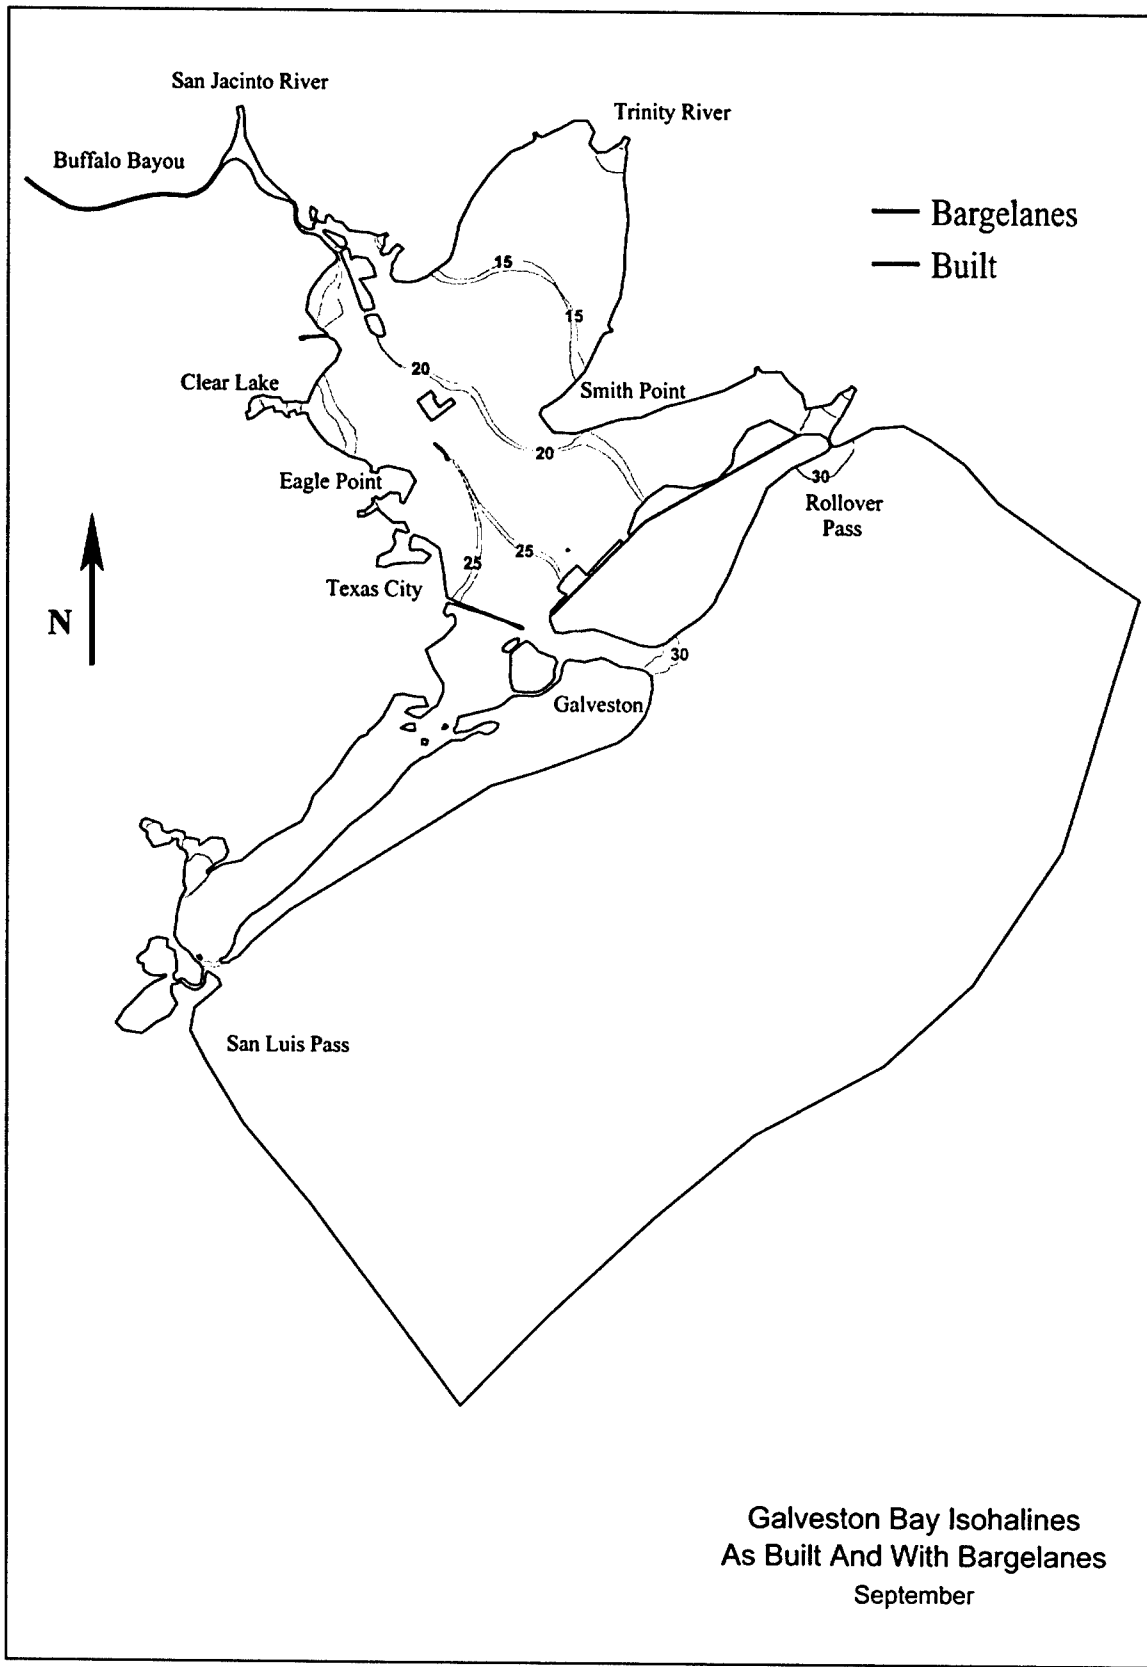 San Jacinto River
Trinity River
Buffalo Bayou
Bargelanes
Built
15
15
20
Clear Lake
Smith Point
20
Eagle Point
30
Rollover
Pass
25
25
Texas City
N
30
Galveston
San Luis Pass
Galveston Bay Isohalines
As Built And With Bargelanes
September